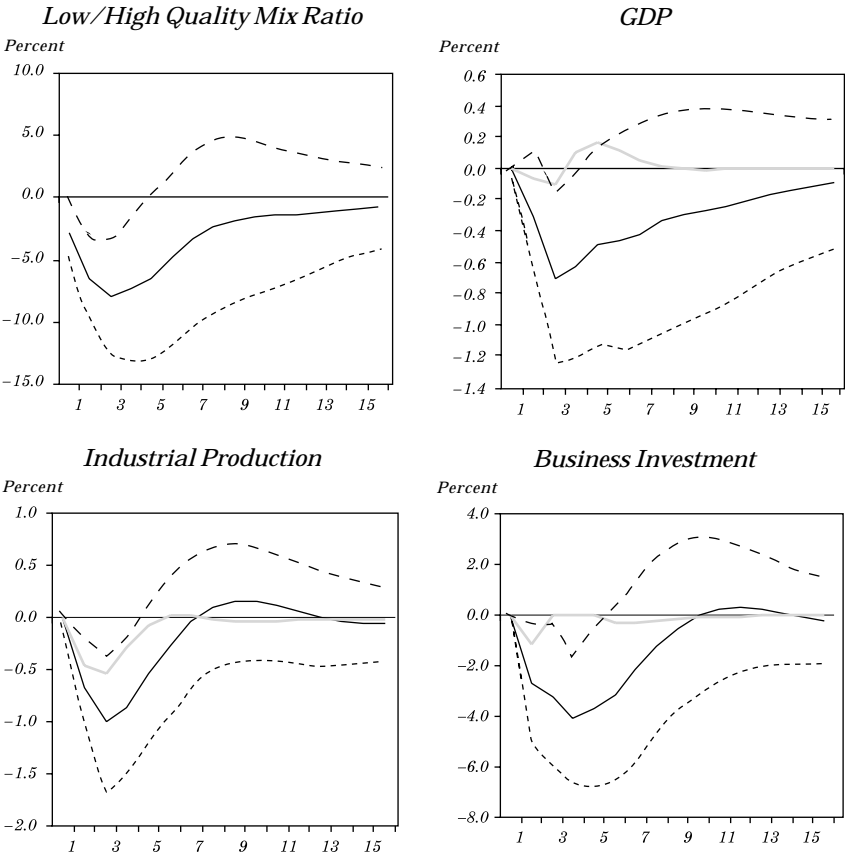 Low/High Quality Mix Ratio
Percent
10.0
5.0
0.0
−5.0
−10.0
−15.0
1 3 5 7 9 11 13 15
GDP
Percent
0.6
0.4
0.2
0.0
−0.2
−0.4
−0.6
−0.8
−1.0
−1.2
−1.4
1 3 5 7 9 11 13 15
Industrial Production
Percent
1.0
0.5
0.0
−0.5
−1.0
−1.5
−2.0
1 3 5 7 9 11 13 15
Business Investment
Percent
4.0
2.0
0.0
−2.0
−4.0
−6.0
−8.0
1 3 5 7 9 11 13 15